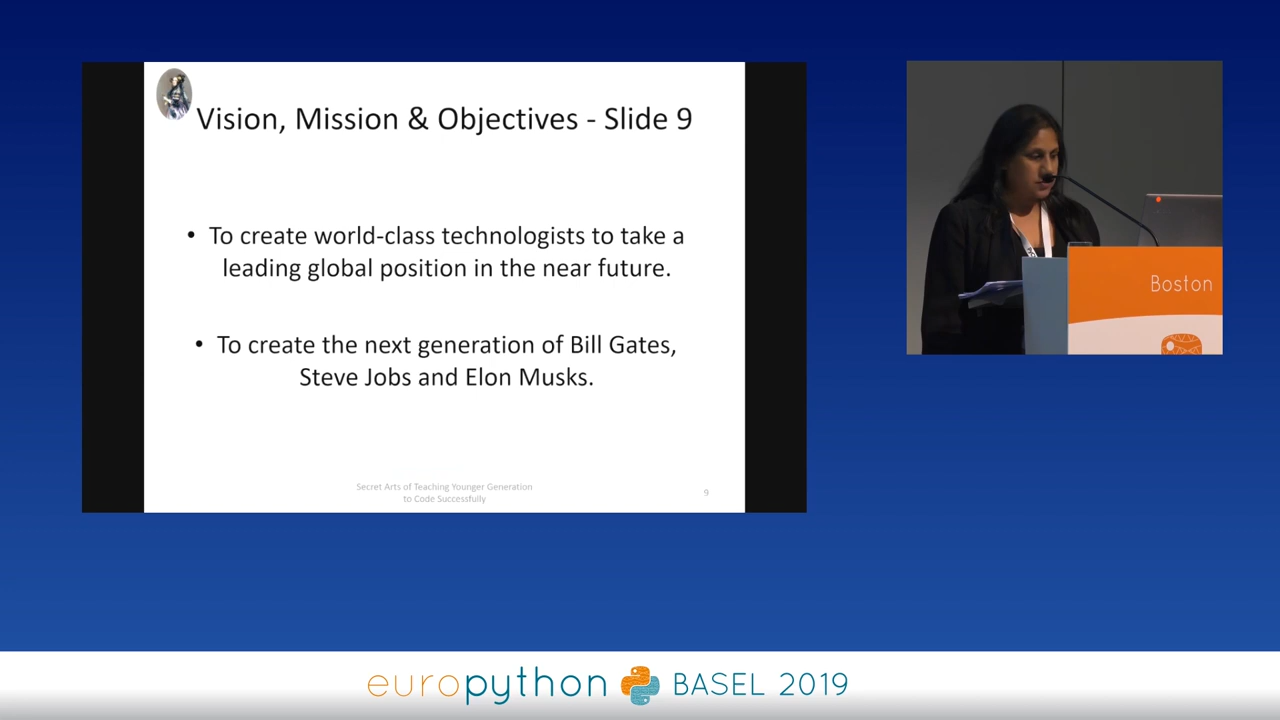 Vision, Mission & Objectives - Slide 9
• To create world-class technologists to take a
leading global position in the near future.
• To create the next generation of Bill Gates,
Steve Jobs and Elon Musks.
Secret Arts of Teaching Younger Generation
to Code Successfully
9
Boston
europython BASEL 2019